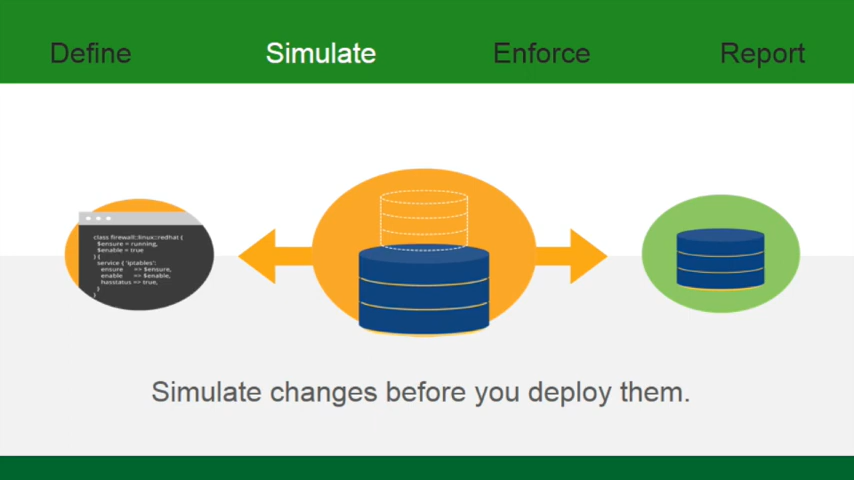 Define
Simulate
Enforce
Report
class firewall::linux::redhat (
$ensure = running,
$enable = true
) {
service { 'iptables':
ensure => $ensure,
enable => $enable,
hasstatus => true,
}
}
Simulate changes before you deploy them.